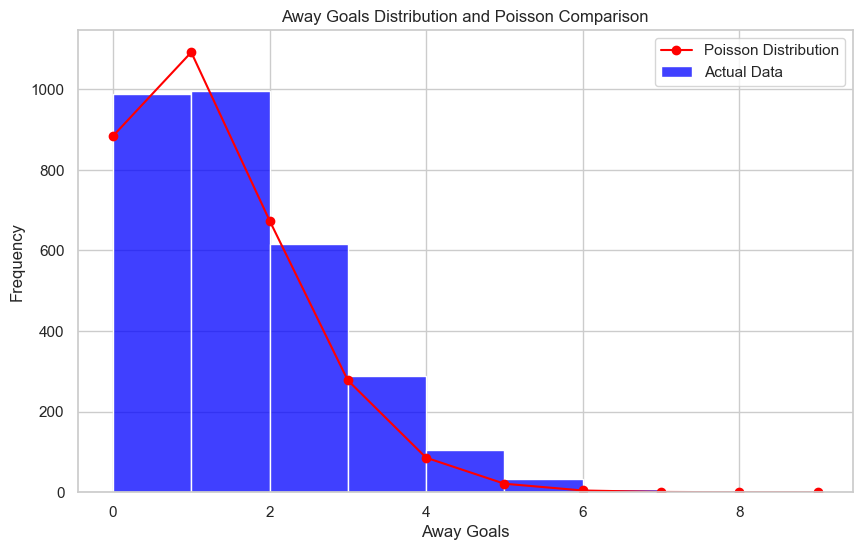 Away Goals Distribution and Poisson Comparison
Poisson Distribution
Actual Data
Frequency
1000
800
600
400
200
0
0 2 4 6 8
Away Goals